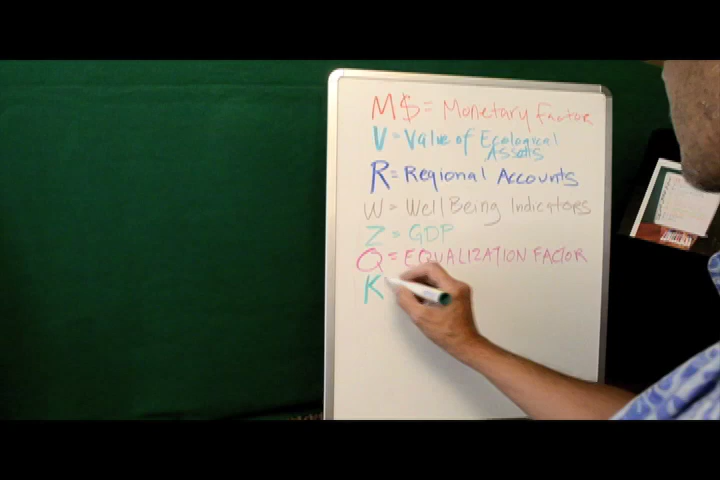 M$ = Monetary Factor
V = Value of Ecological
Assets
R = Regional Accounts
W = Well Being Indicators
Z = GDP
Q = EQUALIZATION FACTOR
K